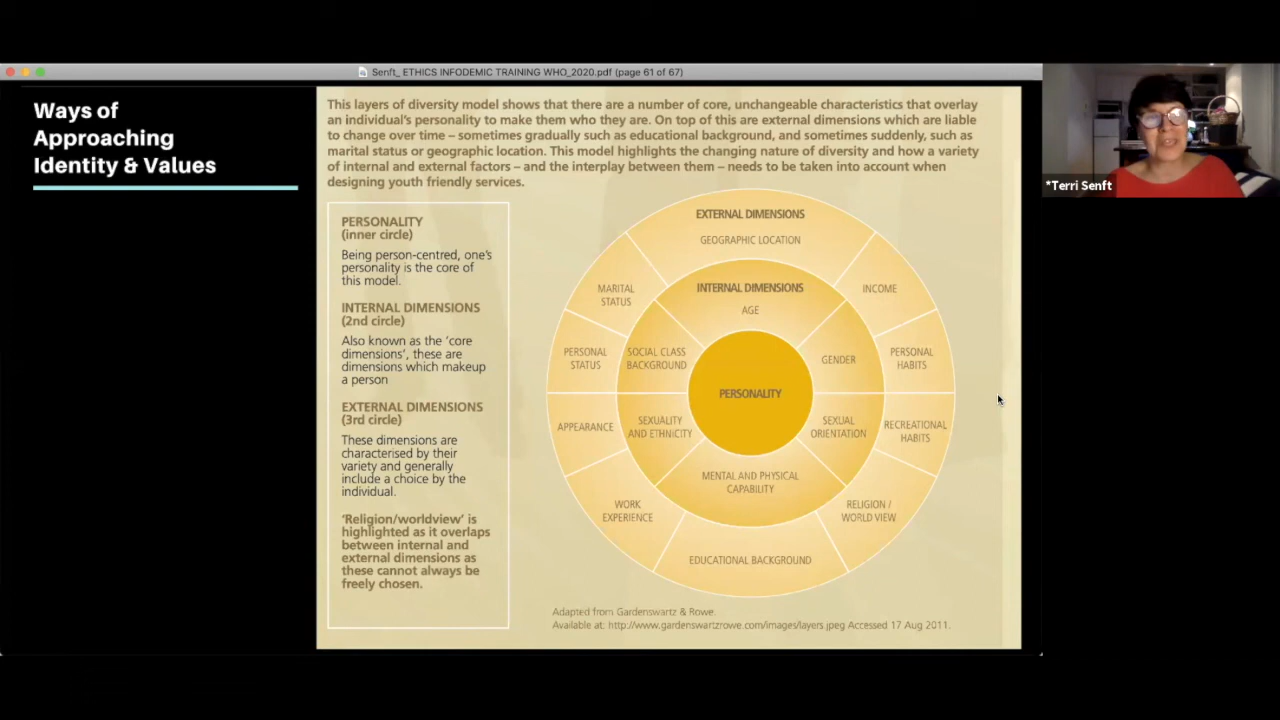 Senft_ ETHICS INFODEMIC TRAINING WHO_2020.pdf (page 61 of 67)
Ways of
Approaching
Identity & Values
This layers of diversity model shows that there are a number of core, unchangeable characteristics that overlay
an individual's personality to make them who they are. On top of this are external dimensions which are liable
to change over time – sometimes gradually such as educational background, and sometimes suddenly, such as
marital status or geographic location. This model highlights the changing nature of diversity and how a variety
of internal and external factors – and the interplay between them – needs to be taken into account when
designing youth friendly services.
PERSONALITY
(inner circle)
Being person-centred, one's
personality is the core of
this model.
INTERNAL DIMENSIONS
(2nd circle)
Also known as the 'core
dimensions', these are
dimensions which makeup
a person
EXTERNAL DIMENSIONS
(3rd circle)
These dimensions are
characterised by their
variety and generally
include a choice by the
individual.
'Religion/worldview' is
highlighted as it overlaps
between internal and
external dimensions as
these cannot always be
freely chosen.
EXTERNAL DIMENSIONS
GEOGRAPHIC LOCATION
INCOME
PERSONAL
HABITS
RECREATIONAL
HABITS
RELIGION /
WORLD VIEW
EDUCATIONAL BACKGROUND
WORK
EXPERIENCE
APPEARANCE
PERSONAL
STATUS
MARITAL
STATUS
INTERNAL DIMENSIONS
AGE
GENDER
SEXUAL
ORIENTATION
MENTAL AND PHYSICAL
CAPABILITY
SEXUALITY
AND ETHNICITY
SOCIAL CLASS
BACKGROUND
PERSONALITY
Adapted from Gardenswartz & Rowe.
Available at: http://www.gardenswartzrowe.com/images/layers.jpeg Accessed 17 Aug 2011.
*Terri Senft